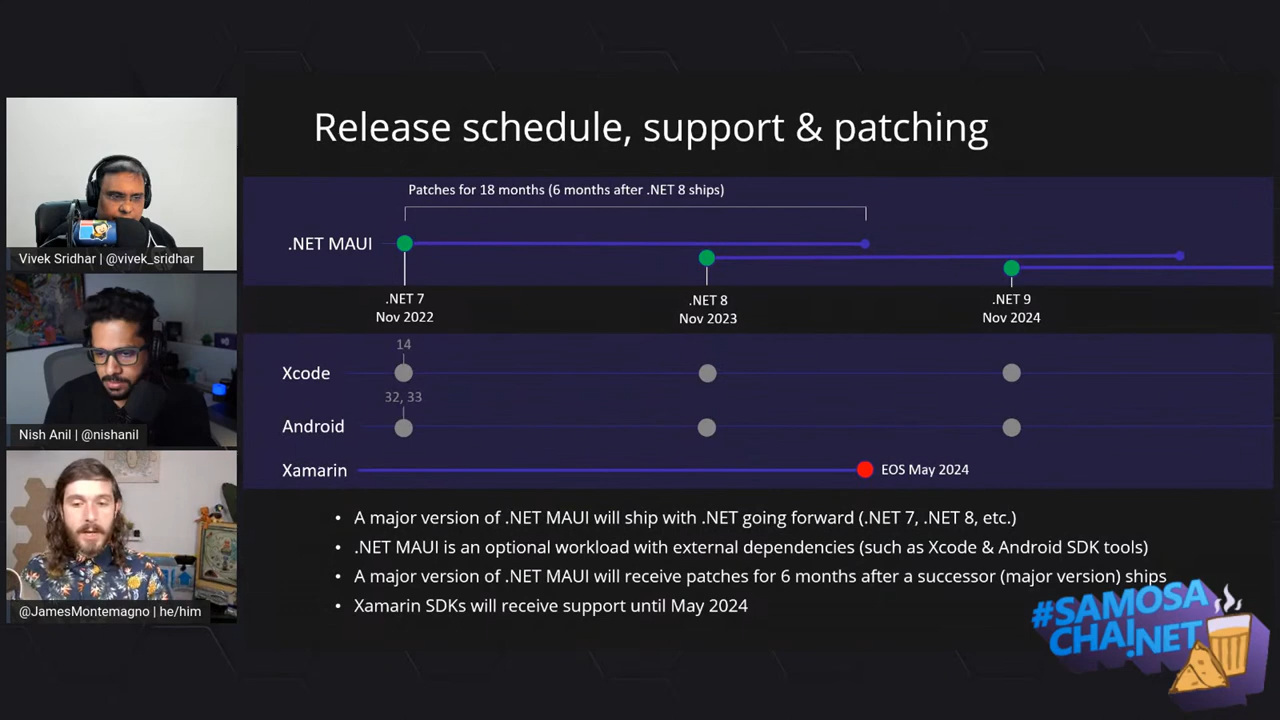 Release schedule, support & patching
Patches for 18 months (6 months after .NET 8 ships)
.NET MAUI
.NET 7
Nov 2022
.NET 8
Nov 2023
.NET 9
Nov 2024
14
Xcode
32, 33
Android
Xamarin
EOS May 2024
• A major version of .NET MAUI will ship with .NET going forward (.NET 7, .NET 8, etc.)
• .NET MAUI is an optional workload with external dependencies (such as Xcode & Android SDK tools)
• A major version of .NET MAUI will receive patches for 6 months after a successor (major version) ships
• Xamarin SDKs will receive support until May 2024
Vivek Sridhar | @vivek_sridhar
Nish Anil | @nishanil
@JamesMontemagno | he/him
#SAMOSA
CHAI.NET